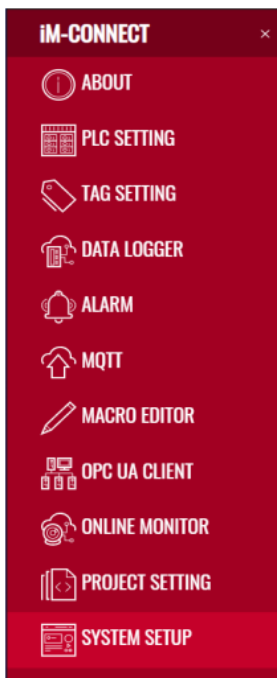 iM-CONNECT ×
ABOUT
PLC SETTING
TAG SETTING
DATA LOGGER
ALARM
MQTT
MACRO EDITOR
OPC UA CLIENT
ONLINE MONITOR
PROJECT SETTING
SYSTEM SETUP